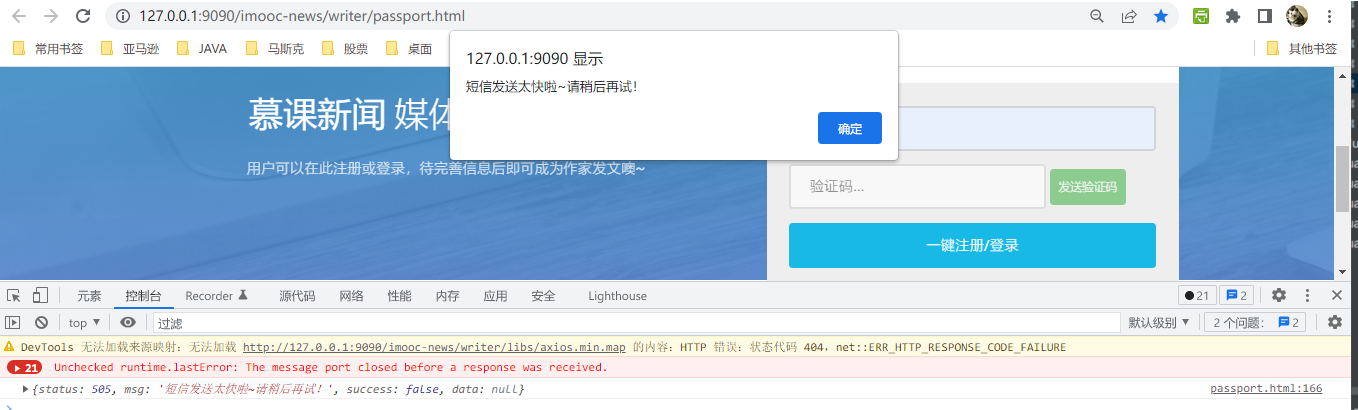 127.0.0.1:9090/imooc-news/writer/passport.html
常用书签 亚马逊 JAVA 马斯克 股票 桌面 其他书签
127.0.0.1:9090 显示
短信发送太快啦~请稍后再试!
确定
慕课新闻 媒体
用户可以在此注册或登录，待完善信息后即可成为作家发文噢~
验证码... 发送验证码
一键注册/登录
元素 控制台 Recorder 源代码 网络 性能 内存 应用 安全 Lighthouse 21 2
top 过滤 默认级别 2 个问题: 2
DevTools 无法加载来源映射: 无法加载 http://127.0.0.1:9090/imooc-news/writer/libs/axios.min.map 的内容: HTTP 错误: 状态代码 404, net::ERR_HTTP_RESPONSE_CODE_FAILURE
21 Unchecked runtime.lastError: The message port closed before a response was received.
{status: 505, msg: '短信发送太快啦~请稍后再试!', success: false, data: null} passport.html:166